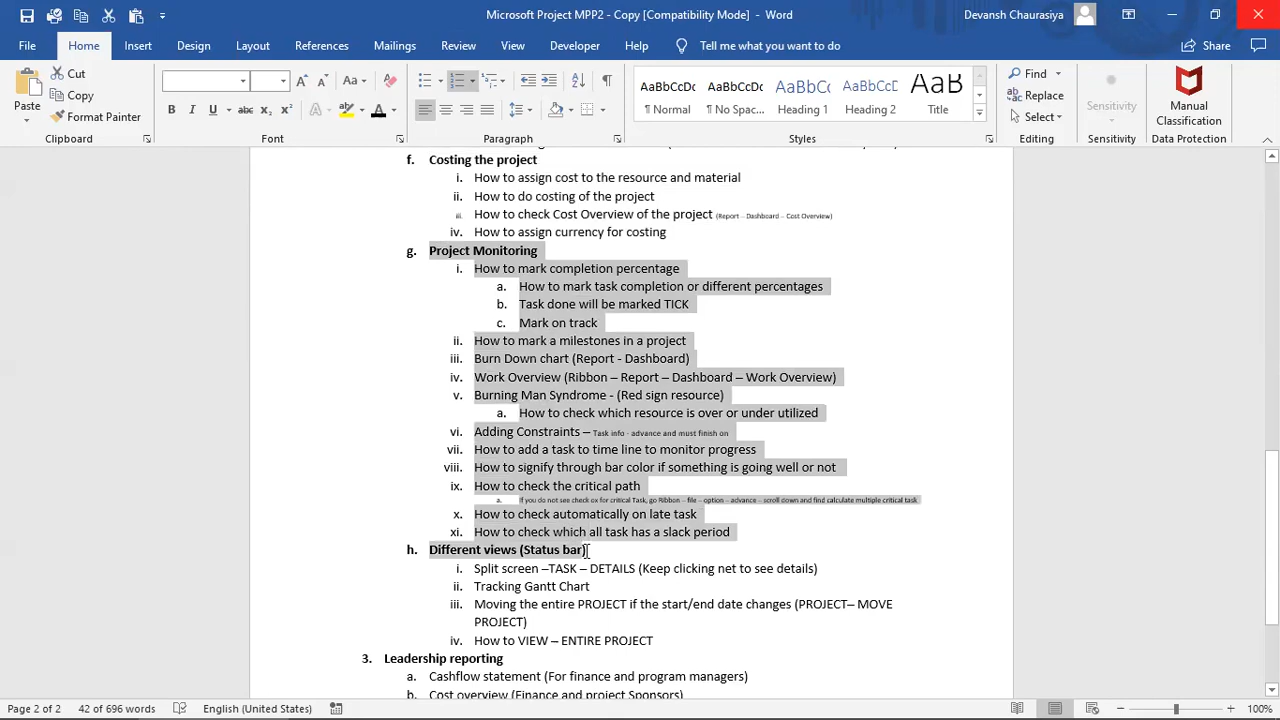 Microsoft Project MPP2 - Copy [Compatibility Mode] - Word
Devansh Chaurasiya
File Home Insert Design Layout References Mailings Review View Developer Help Tell me what you want to do Share
Paste
Cut
Copy
Format Painter
Aa
B I U abc x2 x2 A A
AaBbCcDc ¶ Normal
AaBbCcDc ¶ No Spac...
AaBbC Heading 1
AaBbCcD Heading 2
AaB Title
Find
Replace
Select
Sensitivity
Manual Classification
Clipboard Font Paragraph Styles Editing Sensitivity Data Protection
f. Costing the project
i. How to assign cost to the resource and material
ii. How to do costing of the project
iii. How to check Cost Overview of the project (Report – Dashboard – Cost Overview)
iv. How to assign currency for costing
g. Project Monitoring
i. How to mark completion percentage
a. How to mark task completion or different percentages
b. Task done will be marked TICK
c. Mark on track
ii. How to mark a milestones in a project
iii. Burn Down chart (Report - Dashboard)
iv. Work Overview (Ribbon – Report – Dashboard – Work Overview)
v. Burning Man Syndrome - (Red sign resource)
a. How to check which resource is over or under utilized
vi. Adding Constraints – Task info - advance and must finish on
vii. How to add a task to time line to monitor progress
viii. How to signify through bar color if something is going well or not
ix. How to check the critical path
a. If you do not see check ox for critical Task, go Ribbon – file – option – advance – scroll down and find calculate multiple critical task
x. How to check automatically on late task
xi. How to check which all task has a slack period
h. Different views (Status bar)
i. Split screen –TASK – DETAILS (Keep clicking net to see details)
ii. Tracking Gantt Chart
iii. Moving the entire PROJECT if the start/end date changes (PROJECT– MOVE
PROJECT)
iv. How to VIEW – ENTIRE PROJECT
3. Leadership reporting
a. Cashflow statement (For finance and program managers)
b. Cost overview (Finance and project Sponsors)
Page 2 of 2 42 of 696 words English (United States) 100%